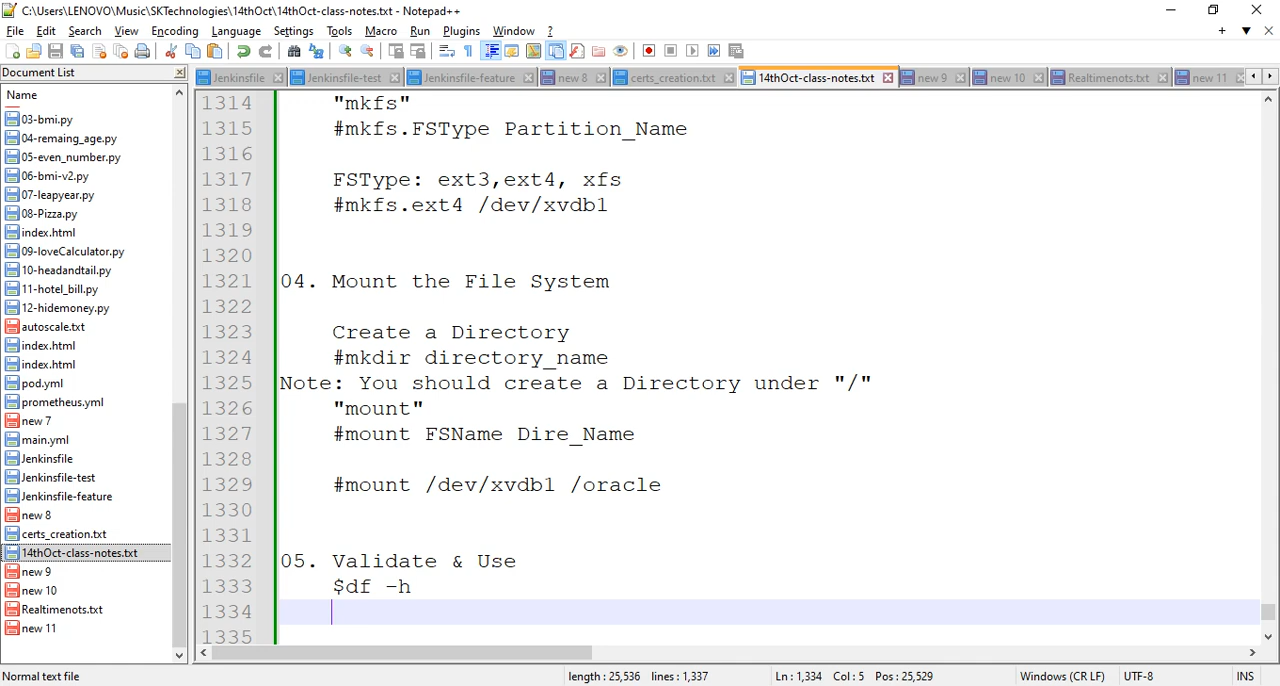 C:\Users\LENOVO\Music\SKTechnologies\14thOct\14thOct-class-notes.txt - Notepad++
File Edit Search View Encoding Language Settings Tools Macro Run Plugins Window ?
Document List
Jenkinsfile Jenkinsfile-test Jenkinsfile-feature new 8 certs_creation.txt 14thOct-class-notes.txt new 9 new 10 Realtimenots.txt new 11
Name
03-bmi.py
04-remaing_age.py
05-even_number.py
06-bmi-v2.py
07-leapyear.py
08-Pizza.py
index.html
09-loveCalculator.py
10-headandtail.py
11-hotel_bill.py
12-hidemoney.py
autoscale.txt
index.html
index.html
pod.yml
prometheus.yml
new 7
main.yml
Jenkinsfile
Jenkinsfile-test
Jenkinsfile-feature
new 8
certs_creation.txt
14thOct-class-notes.txt
new 9
new 10
Realtimenots.txt
new 11
1314 "mkfs"
1315 #mkfs.FSType Partition_Name
1316
1317 FSType: ext3,ext4, xfs
1318 #mkfs.ext4 /dev/xvdb1
1319
1320
1321 04. Mount the File System
1322
1323 Create a Directory
1324 #mkdir directory_name
1325 Note: You should create a Directory under "/"
1326 "mount"
1327 #mount FSName Dire_Name
1328
1329 #mount /dev/xvdb1 /oracle
1330
1331
1332 05. Validate & Use
1333 $df -h
1334
1335
Normal text file length : 25,536 lines : 1,337 Ln : 1,334 Col : 5 Pos : 25,529 Windows (CR LF) UTF-8 INS